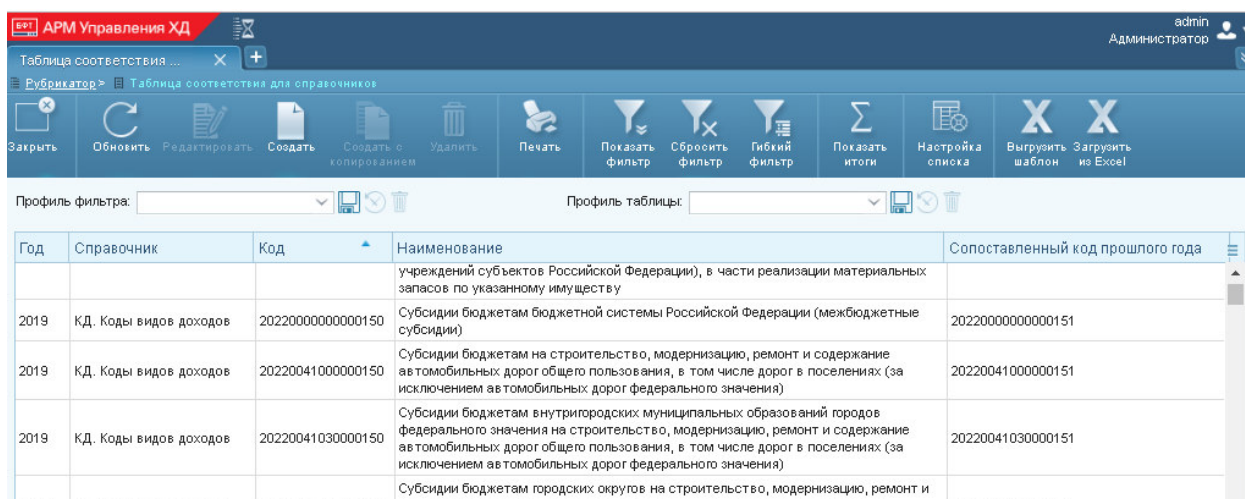 БФТ АРМ Управления ХД
admin
Администратор
Таблица соответствия ... × +
Рубрикатор> Таблица соответствия для справочников
Закрыть Обновить Редактировать Создать Создать с копированием Удалить Печать Показать фильтр Сбросить фильтр Гибкий фильтр Показать итоги Настройка списка Выгрузить шаблон Загрузить из Excel
Профиль фильтра: Профиль таблицы:
Год Справочник Код Наименование Сопоставленный код прошлого года
учреждений субъектов Российской Федерации), в части реализации материальных
запасов по указанному имуществу
2019 КД. Коды видов доходов 20220000000000150 Субсидии бюджетам бюджетной системы Российской Федерации (межбюджетные
субсидии) 20220000000000151
2019 КД. Коды видов доходов 20220041000000150 Субсидии бюджетам на строительство, модернизацию, ремонт и содержание
автомобильных дорог общего пользования, в том числе дорог в поселениях (за
исключением автомобильных дорог федерального значения) 20220041000000151
2019 КД. Коды видов доходов 20220041030000150 Субсидии бюджетам внутригородских муниципальных образований городов
федерального значения на строительство, модернизацию, ремонт и содержание
автомобильных дорог общего пользования, в том числе дорог в поселениях (за
исключением автомобильных дорог федерального значения) 20220041030000151
Субсидии бюджетам городских округов на строительство, модернизацию, ремонт и